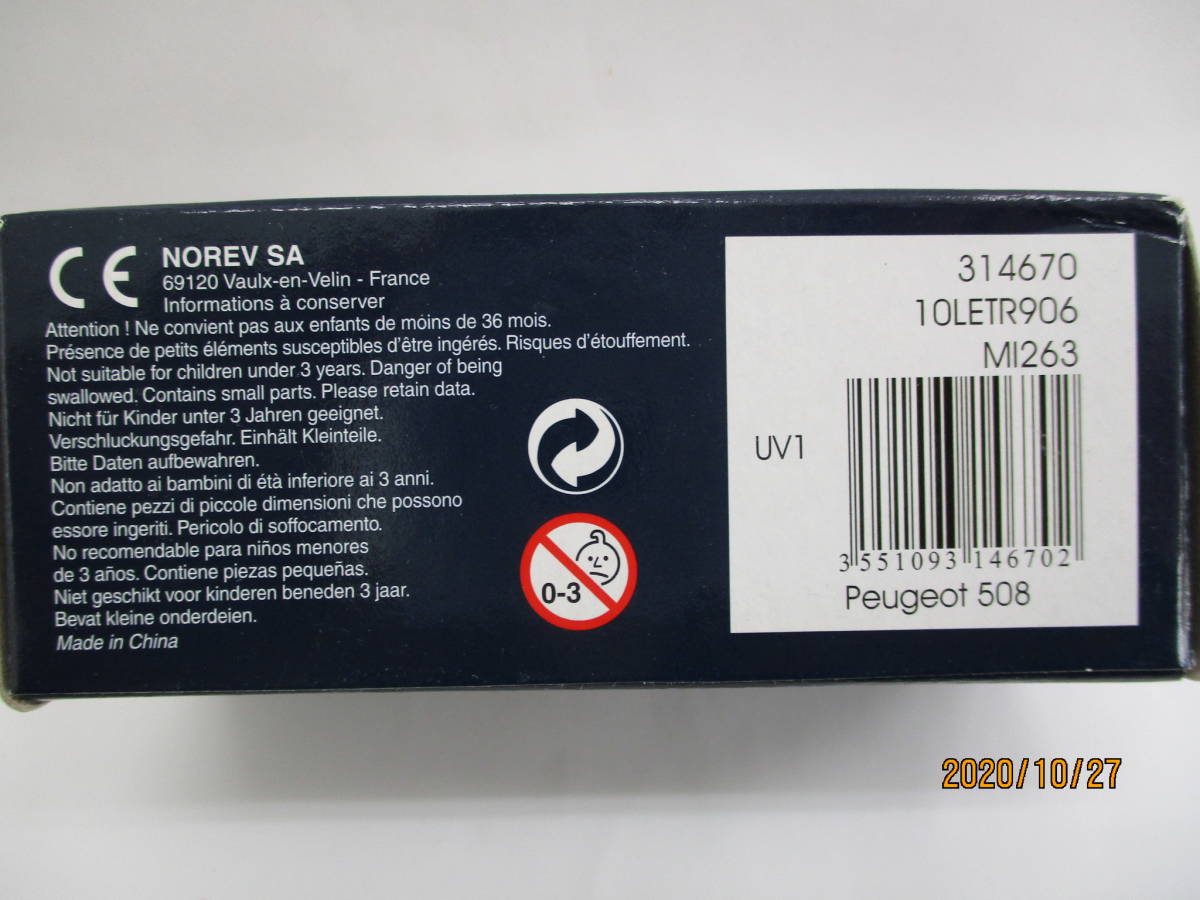 CE
NOREV SA
69120 Vaulx-en-Velin - France
Informations à conserver
Attention ! Ne convient pas aux enfants de moins de 36 mois.
Présence de petits éléments susceptibles d'être ingérés. Risques d'étouffement.
Not suitable for children under 3 years. Danger of being
swallowed. Contains small parts. Please retain data.
Nicht für Kinder unter 3 Jahren geeignet.
Verschluckungsgefahr. Einhält Kleinteile.
Bitte Daten aufbewahren.
Non adatto ai bambini di étà inferiore ai 3 anni.
Contiene pezzi di piccole dimensioni che possono
essore ingeriti. Pericolo di soffocamento.
No recomendable para niños menores
de 3 años. Contiene piezas pequeñas.
Niet geschikt voor kinderen beneden 3 jaar.
Bevat kleine onderdeien.
Made in China
0-3
314670
10LETR906
MI263
UV1
3 551093 146702
Peugeot 508
2020/10/27